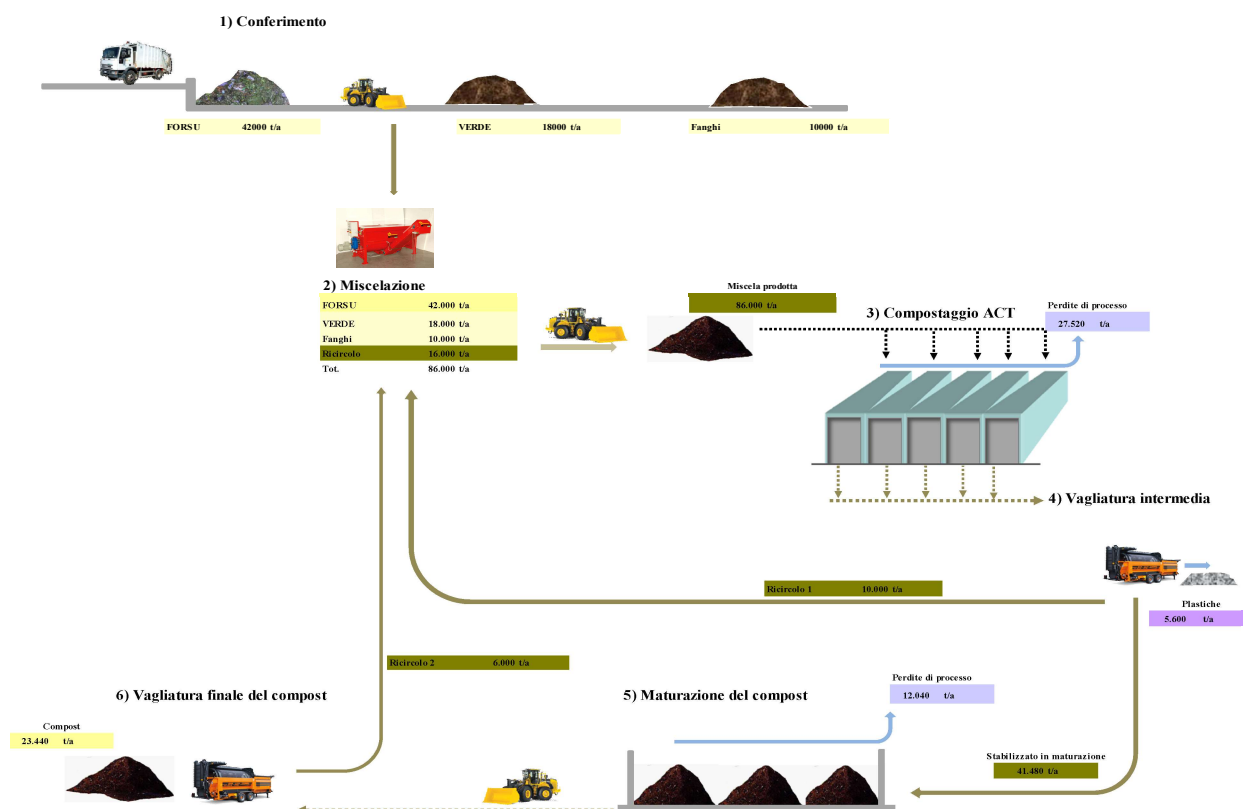 1) Conferimento
FORSU 42000 t/a
VERDE 18000 t/a
Fanghi 10000 t/a
2) Miscelazione
FORSU 42.000 t/a
VERDE 18.000 t/a
Fanghi 10.000 t/a
Ricircolo 16.000 t/a
Tot. 86.000 t/a
Miscela prodotta
86.000 t/a
3) Compostaggio ACT
Perdite di processo
27.520 t/a
4) Vagliatura intermedia
Ricircolo 1 10.000 t/a
Plastiche
5.600 t/a
Ricircolo 2 6.000 t/a
6) Vagliatura finale del compost
Compost
23.440 t/a
5) Maturazione del compost
Perdite di processo
12.040 t/a
Stabilizzato in maturazione
41.480 t/a